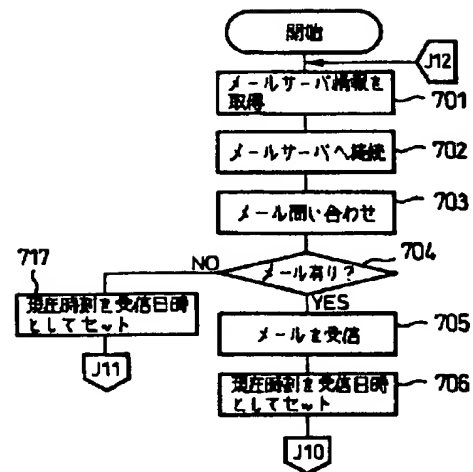 開始
J12
メールサーバ情報を
取得
701
メールサーバへ接続
702
メール問い合わせ
703
717
NO
メール有り?
704
YES
現在時刻を受信日時
としてセット
メールを受信
705
J11
現在時刻を受信日時
としてセット
706
J10